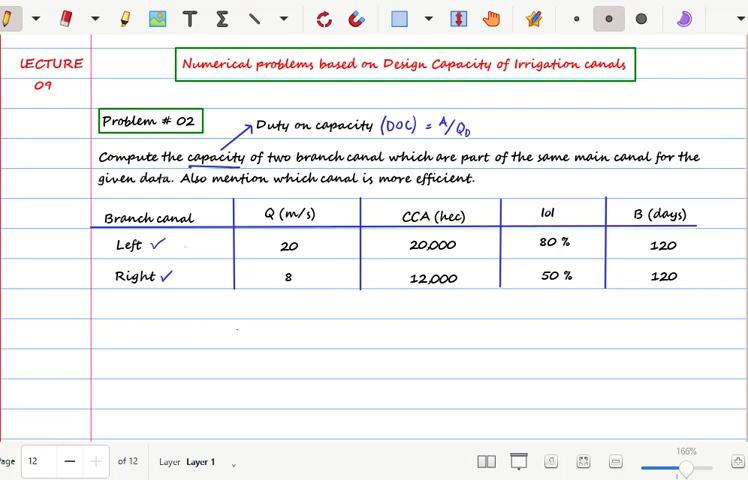 LECTURE
09
Numerical problems based on Design Capacity of Irrigation canals
Problem # 02
Duty on capacity (DOC) = A/QD
Compute the capacity of two branch canal which are part of the same main canal for the
given data. Also mention which canal is more efficient.
Branch canal Q (m/s) CCA (hec) IOI B (days)
Left ✓ 20 20,000 80 % 120
Right ✓ 8 12,000 50 % 120
Page 12 of 12 Layer Layer 1 166%